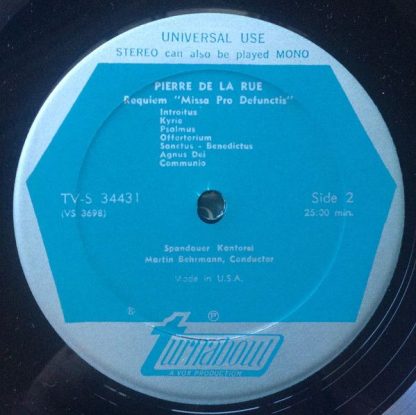 UNIVERSAL USE
STEREO can also be played MONO
PIERRE DE LA RUE
Requiem "Missa Pro Defunctis"
Introitus
Kyrie
Psalmus
Offertorium
Sanctus - Benedictus
Agnus Dei
Communio
TV-S 34431
(VS 3698)
Side 2
25:00 min.
Spandauer Kantorei
Martin Behrmann, Conductor
Made in U.S.A.
Ⓟ
turnabout
A VOX PRODUCTION